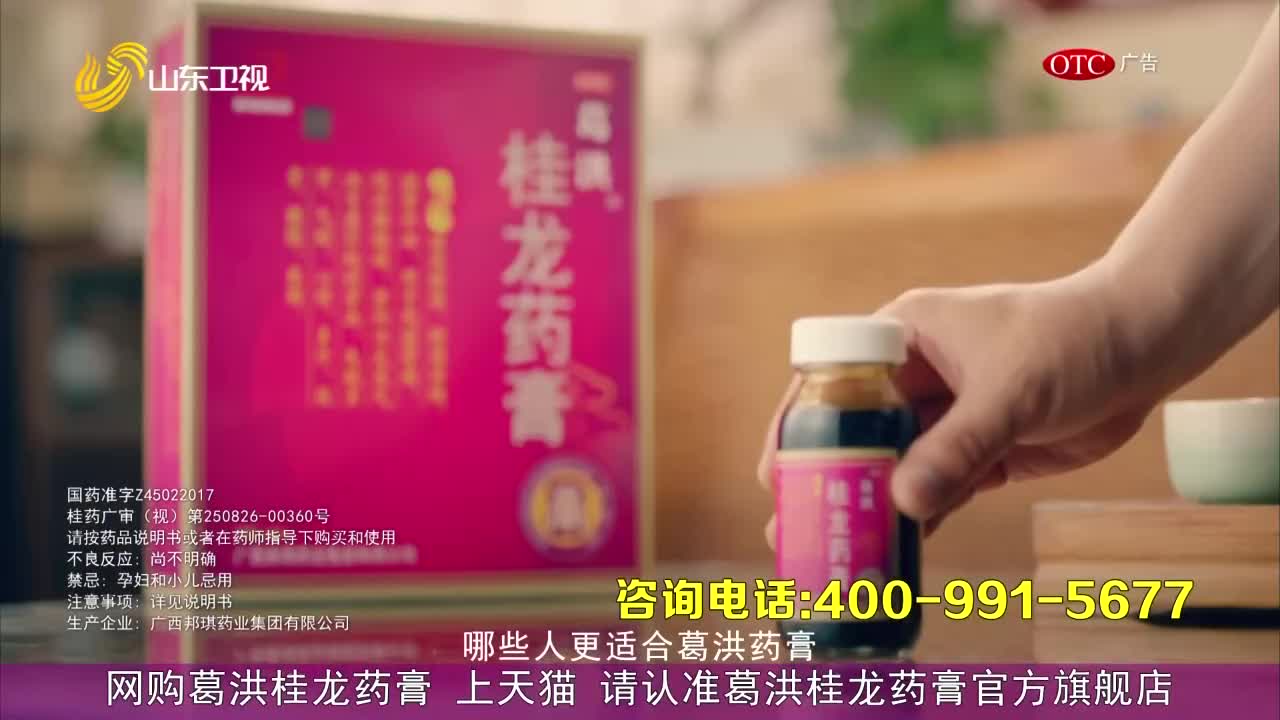 山东卫视
OTC 广告
葛洪
桂龙药膏
桂龙药膏
国药准字Z45022017
桂药广审（视）第250826-00360号
请按药品说明书或者在药师指导下购买和使用
不良反应：尚不明确
禁忌：孕妇和小儿忌用
注意事项：详见说明书
生产企业：广西邦琪药业集团有限公司
咨询电话:400-991-5677
哪些人更适合葛洪药膏
网购葛洪桂龙药膏 上天猫 请认准葛洪桂龙药膏官方旗舰店